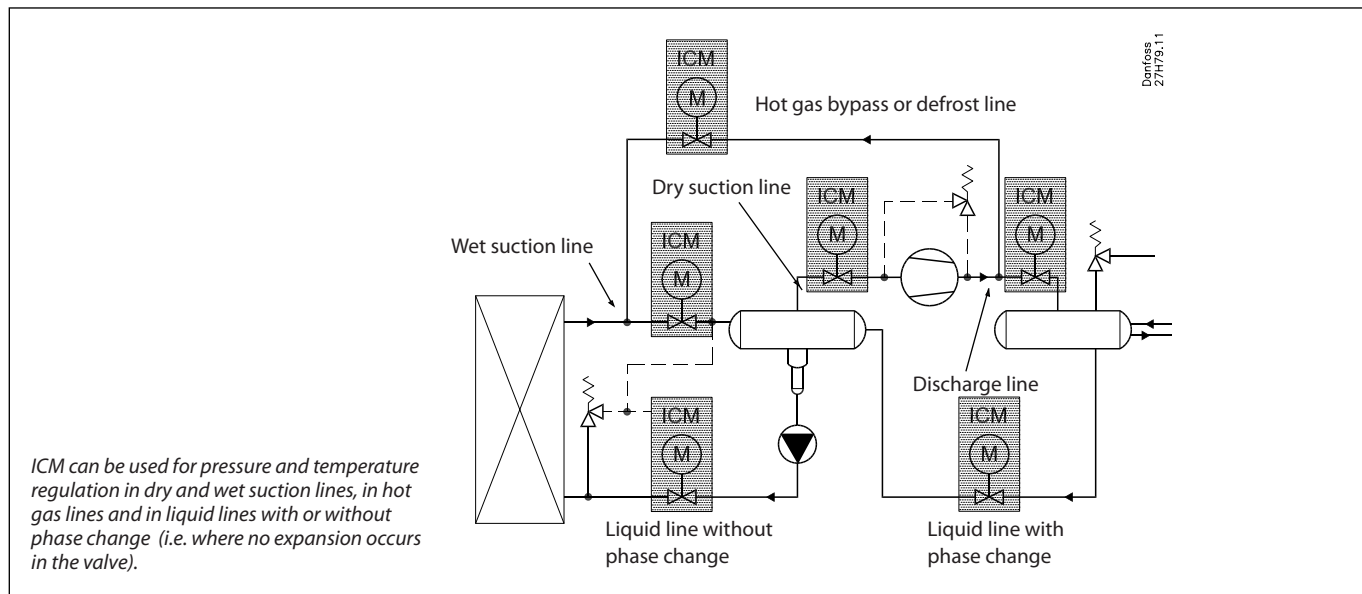 Danfoss
27H79.11
ICM
M
Hot gas bypass or defrost line
Dry suction line
ICM
M
ICM
M
Wet suction line
ICM
M
Discharge line
ICM
M
ICM
M
ICM can be used for pressure and temperature
regulation in dry and wet suction lines, in hot
gas lines and in liquid lines with or without
phase change (i.e. where no expansion occurs
in the valve).
Liquid line without
phase change
Liquid line with
phase change